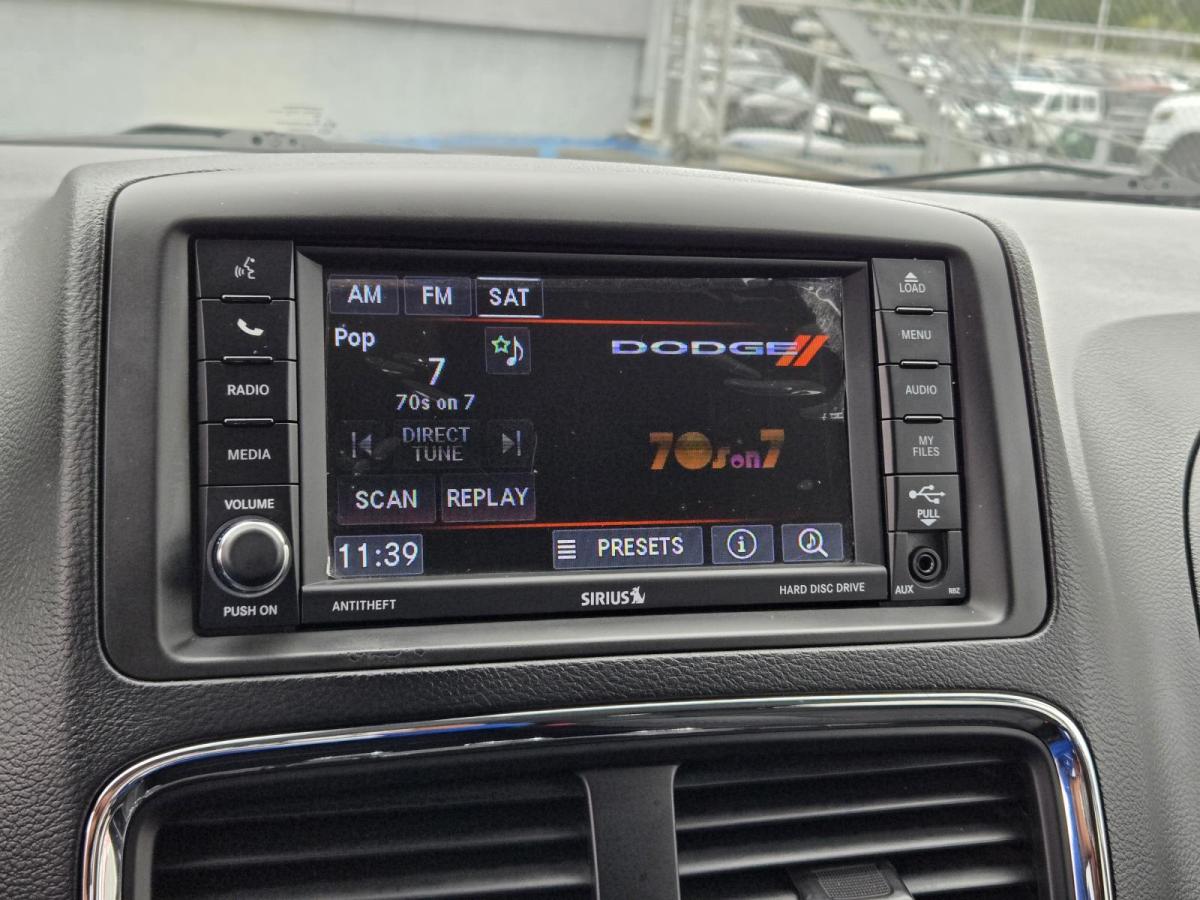 AM FM SAT
Pop
7
70s on 7
DODGE
70s on 7
DIRECT
TUNE
SCAN REPLAY
11:39 PRESETS
RADIO
MEDIA
VOLUME
PUSH ON
ANTITHEFT
SIRIUS
HARD DISC DRIVE
LOAD
MENU
AUDIO
MY
FILES
PULL
AUX RBZ